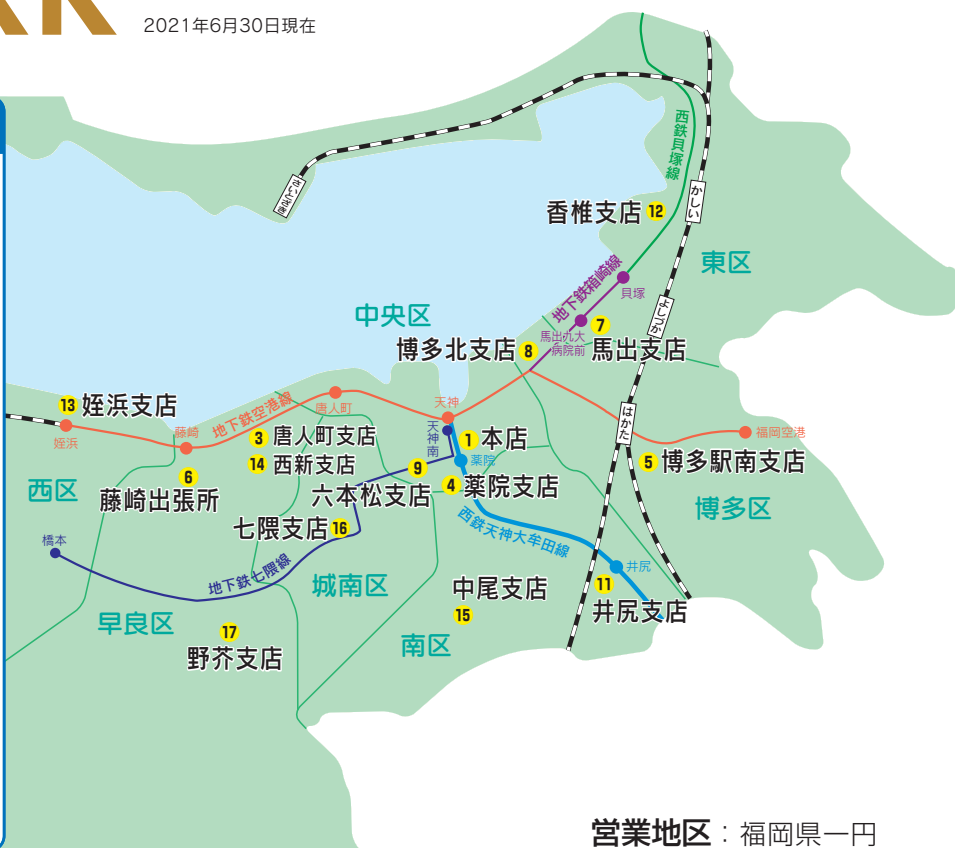 2021年6月30日現在
西鉄貝塚線
さいとざき
かしい
香椎支店 12
東区
地下鉄箱崎線
貝塚
よしづか
中央区
馬出九大
病院前
7
馬出支店
博多北支店 8
13 姪浜支店
姪浜
地下鉄空港線
唐人町
藤崎
天神
天神南
はかた
福岡空港
3 唐人町支店
1 本店
14 西新支店
薬院
5 博多駅南支店
西区
6
藤崎出張所
9
六本松支店
4 薬院支店
博多区
七隈支店 16
西鉄天神大牟田線
橋本
地下鉄七隈線
井尻
城南区
中尾支店
15
11
井尻支店
早良区
17
野芥支店
南区
営業地区：福岡県一円